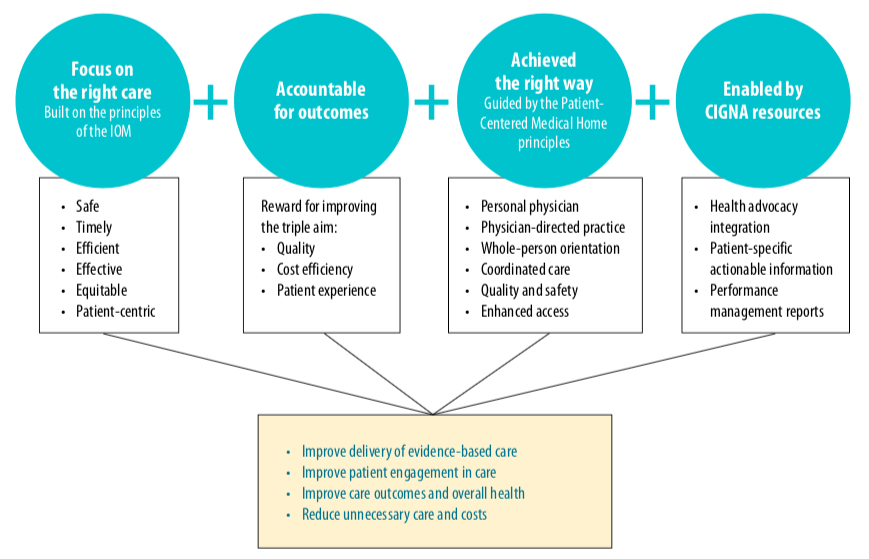 Focus on
the right care
Built on the principles
of the IOM
Accountable
for outcomes
Achieved
the right way
Guided by the Patient-
Centered Medical Home
principles
Enabled by
CIGNA resources
• Safe
• Timely
• Efficient
• Effective
• Equitable
• Patient-centric
Reward for improving
the triple aim:
• Quality
• Cost efficiency
• Patient experience
• Personal physician
• Physician-directed practice
• Whole-person orientation
• Coordinated care
• Quality and safety
• Enhanced access
• Health advocacy
integration
• Patient-specific
actionable information
• Performance
management reports
• Improve delivery of evidence-based care
• Improve patient engagement in care
• Improve care outcomes and overall health
• Reduce unnecessary care and costs